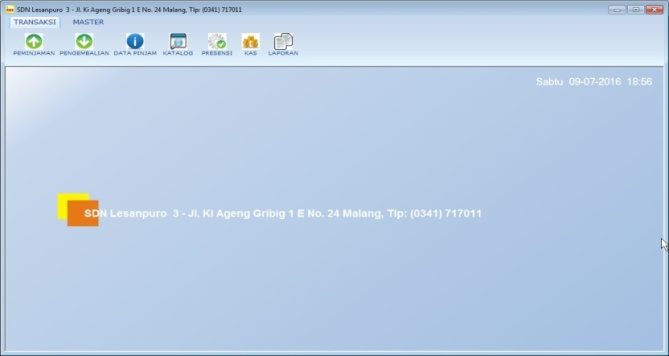 SDN Lesanpuro 3 - Jl. Ki Ageng Gribig 1 E No. 24 Malang, Tlp: (0341) 717011
TRANSAKSI MASTER
PEMINJAMAN PENGEMBALIAN DATA PINJAM KATALOG PRESENSI KAS LAPORAN
Sabtu 09-07-2016 18:56
SDN Lesanpuro 3 - Jl. Ki Ageng Gribig 1 E No. 24 Malang, Tlp: (0341) 717011